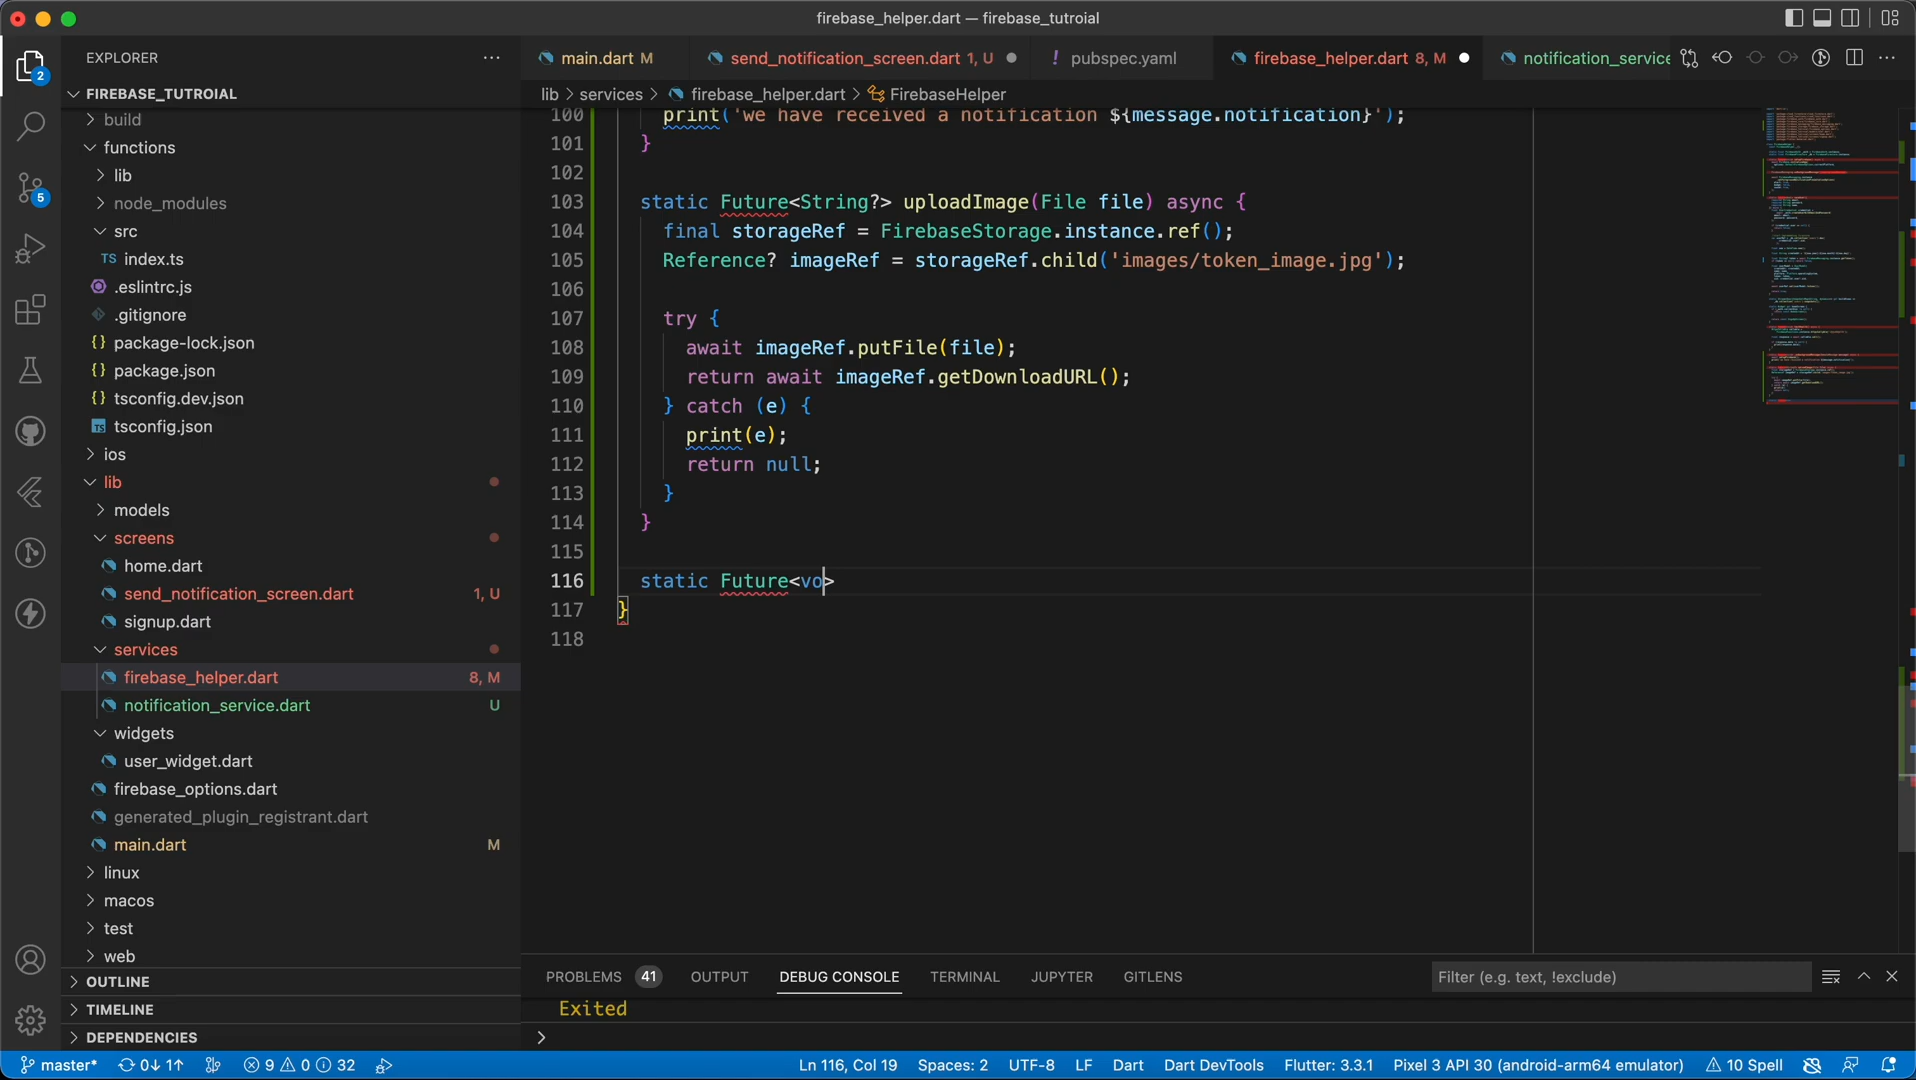 firebase_helper.dart — firebase_tutroial
2
EXPLORER
FIREBASE_TUTROIAL
build
functions
lib
node_modules
src
TS index.ts
.eslintrc.js
.gitignore
{} package-lock.json
{} package.json
{} tsconfig.dev.json
TS tsconfig.json
ios
lib
models
screens
home.dart
send_notification_screen.dart 1, U
signup.dart
services
firebase_helper.dart 8, M
notification_service.dart U
widgets
user_widget.dart
firebase_options.dart
generated_plugin_registrant.dart
main.dart M
linux
macos
test
web
OUTLINE
TIMELINE
DEPENDENCIES
5
main.dart M
send_notification_screen.dart 1, U
! pubspec.yaml
firebase_helper.dart 8, M
notification_service
lib > services > firebase_helper.dart > FirebaseHelper
100 print('we have received a notification ${message.notification}');
101 }
102
103 static Future<String?> uploadImage(File file) async {
104 final storageRef = FirebaseStorage.instance.ref();
105 Reference? imageRef = storageRef.child('images/token_image.jpg');
106
107 try {
108 await imageRef.putFile(file);
109 return await imageRef.getDownloadURL();
110 } catch (e) {
111 print(e);
112 return null;
113 }
114 }
115
116 static Future<vo>
117 }
118
PROBLEMS 41 OUTPUT DEBUG CONSOLE TERMINAL JUPYTER GITLENS
Filter (e.g. text, !exclude)
Exited
>
master* 0↓ 1↑ 9 0 32
Ln 116, Col 19 Spaces: 2 UTF-8 LF Dart Dart DevTools Flutter: 3.3.1 Pixel 3 API 30 (android-arm64 emulator) 10 Spell